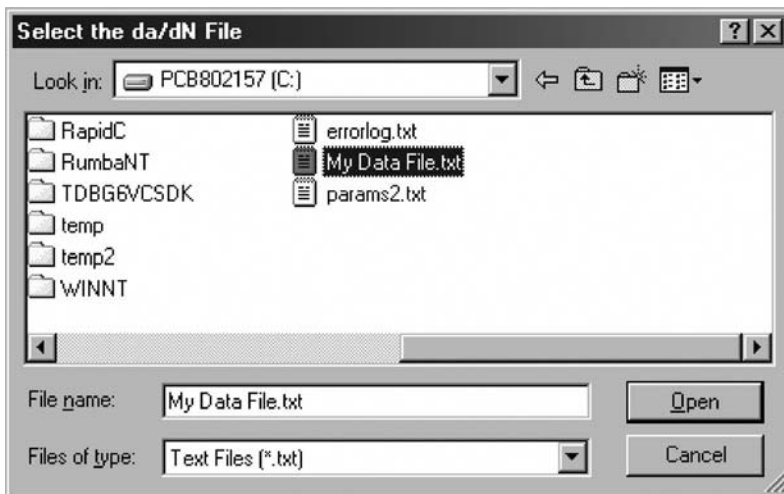 Select the da/dN File
Look in: PCB802157 (C:)
RapidC
RumbaNT
TDBG6VCSDK
temp
temp2
WINNT
errorlog.txt
My Data File.txt
params2.txt
File name: My Data File.txt
Open
Files of type: Text Files (*.txt)
Cancel